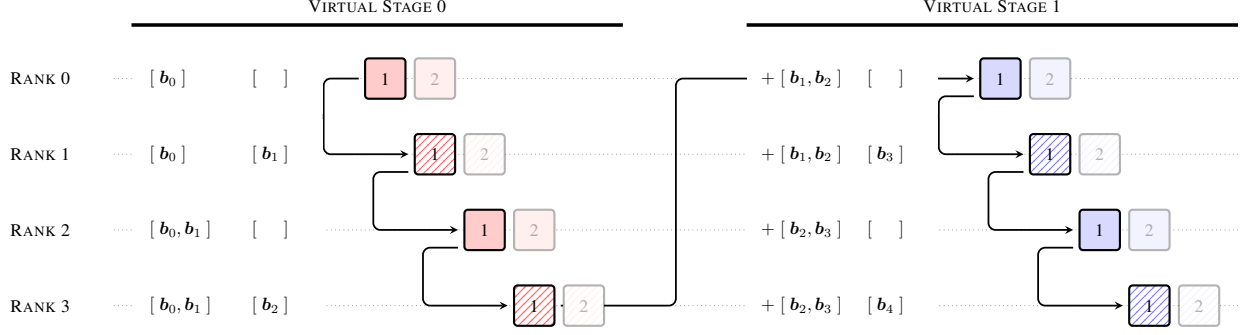 VIRTUAL STAGE 0 VIRTUAL STAGE 1
RANK 0 [ b₀ ] [ ] 1 2 + [ b₁, b₂ ] [ ] 1 2
RANK 1 [ b₀ ] [ b₁ ] 1 2 + [ b₁, b₂ ] [ b₃ ] 1 2
RANK 2 [ b₀, b₁ ] [ ] 1 2 + [ b₂, b₃ ] [ ] 1 2
RANK 3 [ b₀, b₁ ] [ b₂ ] 1 2 + [ b₂, b₃ ] [ b₄ ] 1 2